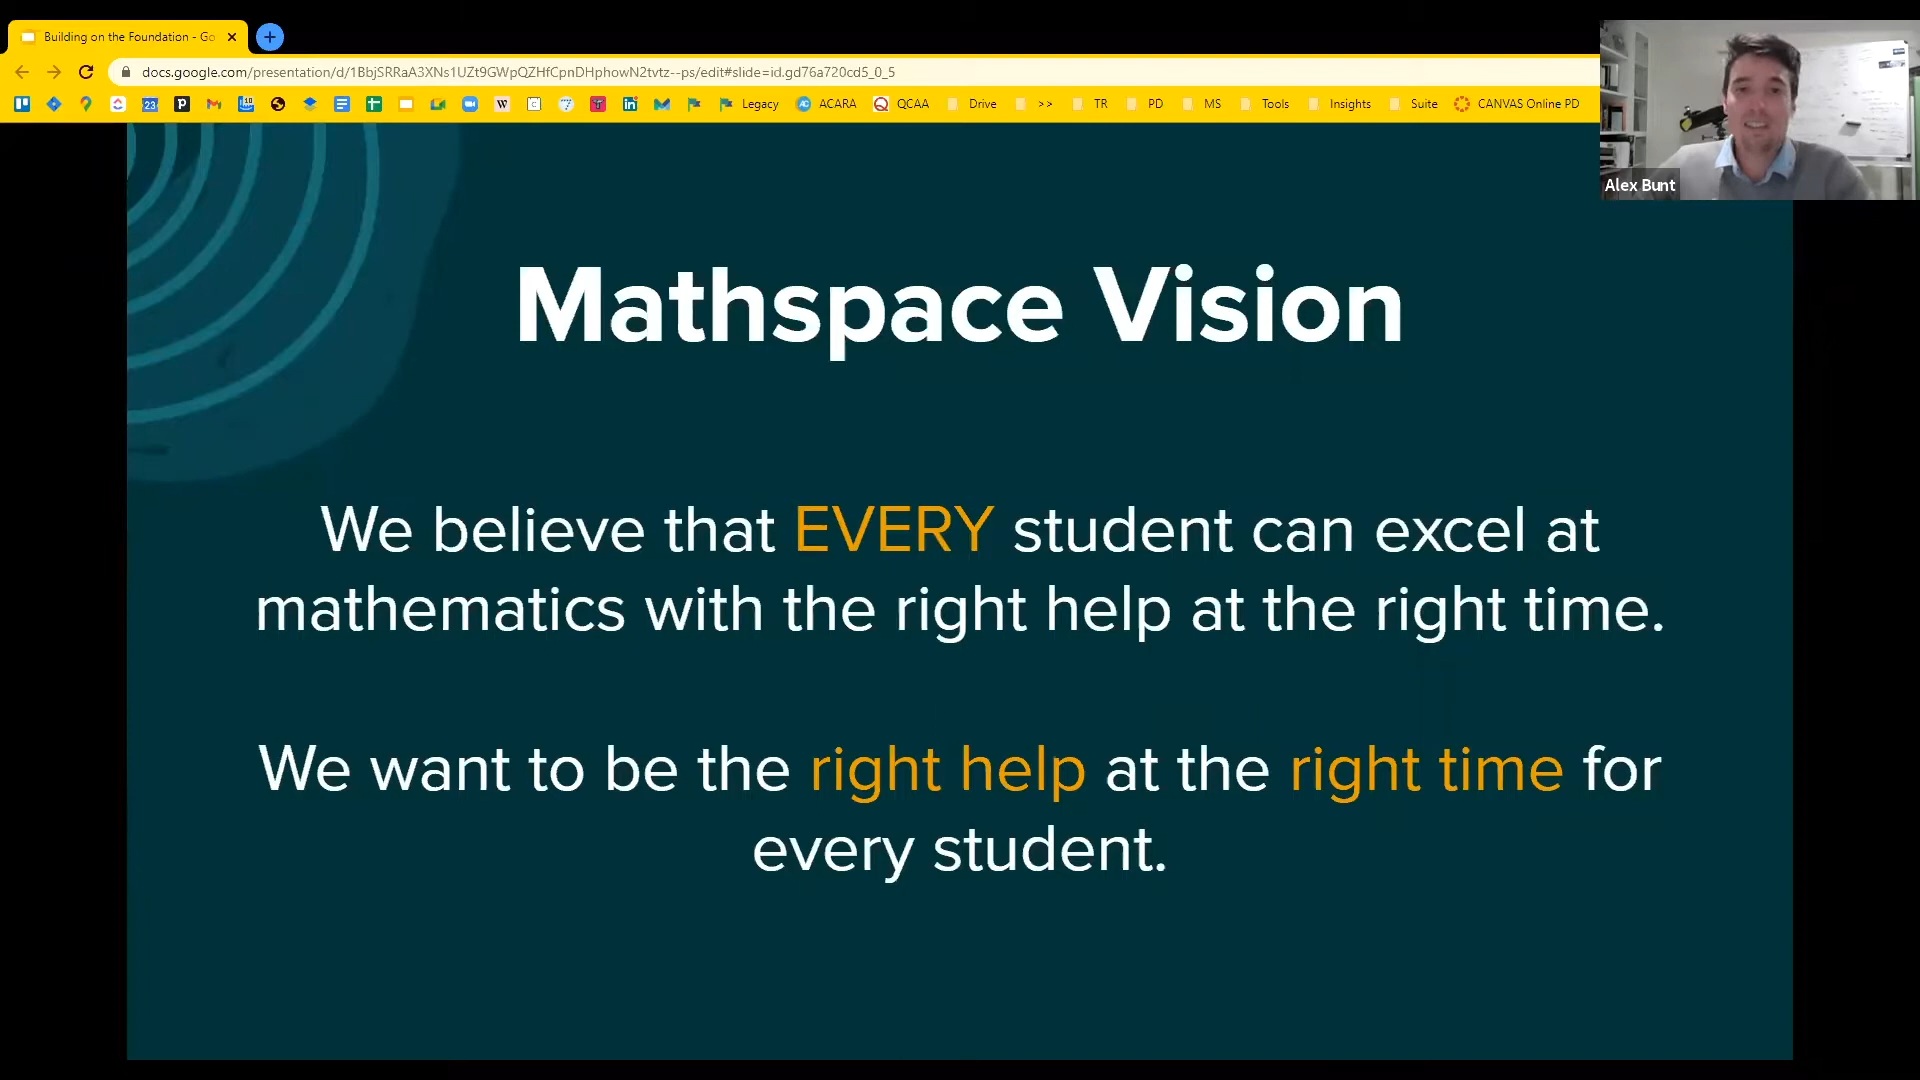 Building on the Foundation - Go
docs.google.com/presentation/d/1BbjSRRaA3XNs1UZt9GWpQZHfCpnDHphowN2tvtz--ps/edit#slide=id.gd76a720cd5_0_5
Legacy ACARA QCAA Drive >> TR PD MS Tools Insights Suite CANVAS Online PD
Alex Bunt
Mathspace Vision
We believe that EVERY student can excel at
mathematics with the right help at the right time.
We want to be the right help at the right time for
every student.